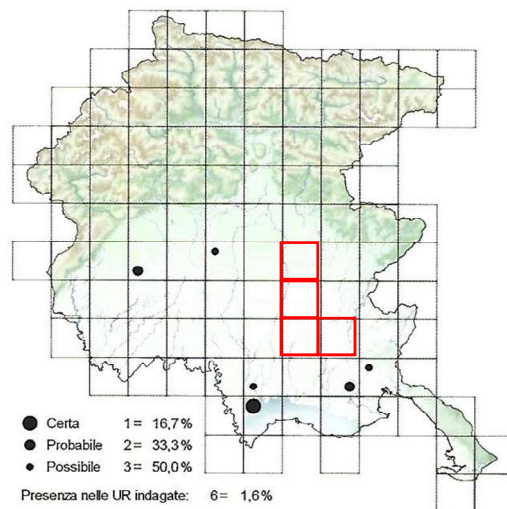 Certa 1 = 16,7%
Probabile 2 = 33,3%
Possibile 3 = 50,0%
Presenza nelle UR indagate: 6 = 1,6%